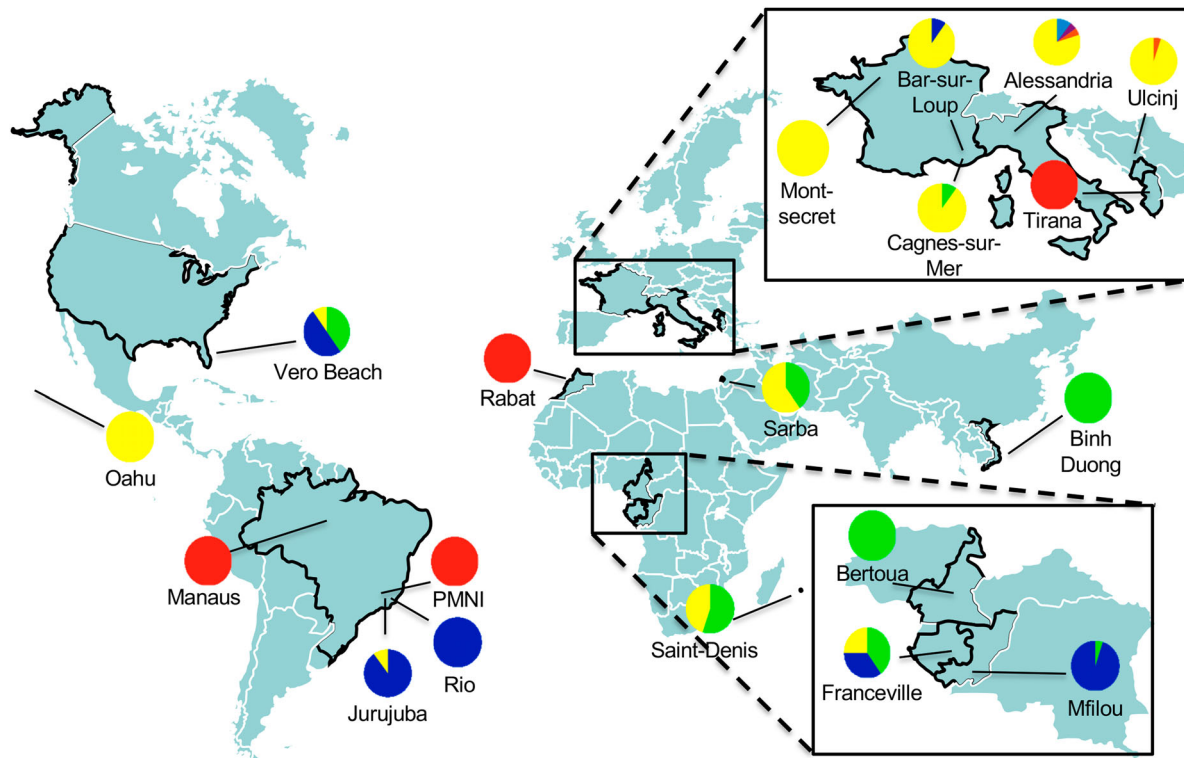 Bar-sur-
Loup
Alessandria
Ulcinj
Mont-
secret
Cagnes-sur-
Mer
Tirana
Vero Beach
Rabat
Sarba
Binh
Duong
Oahu
Manaus
PMNI
Rio
Jurujuba
Saint-Denis
Bertoua
Franceville
Mfilou